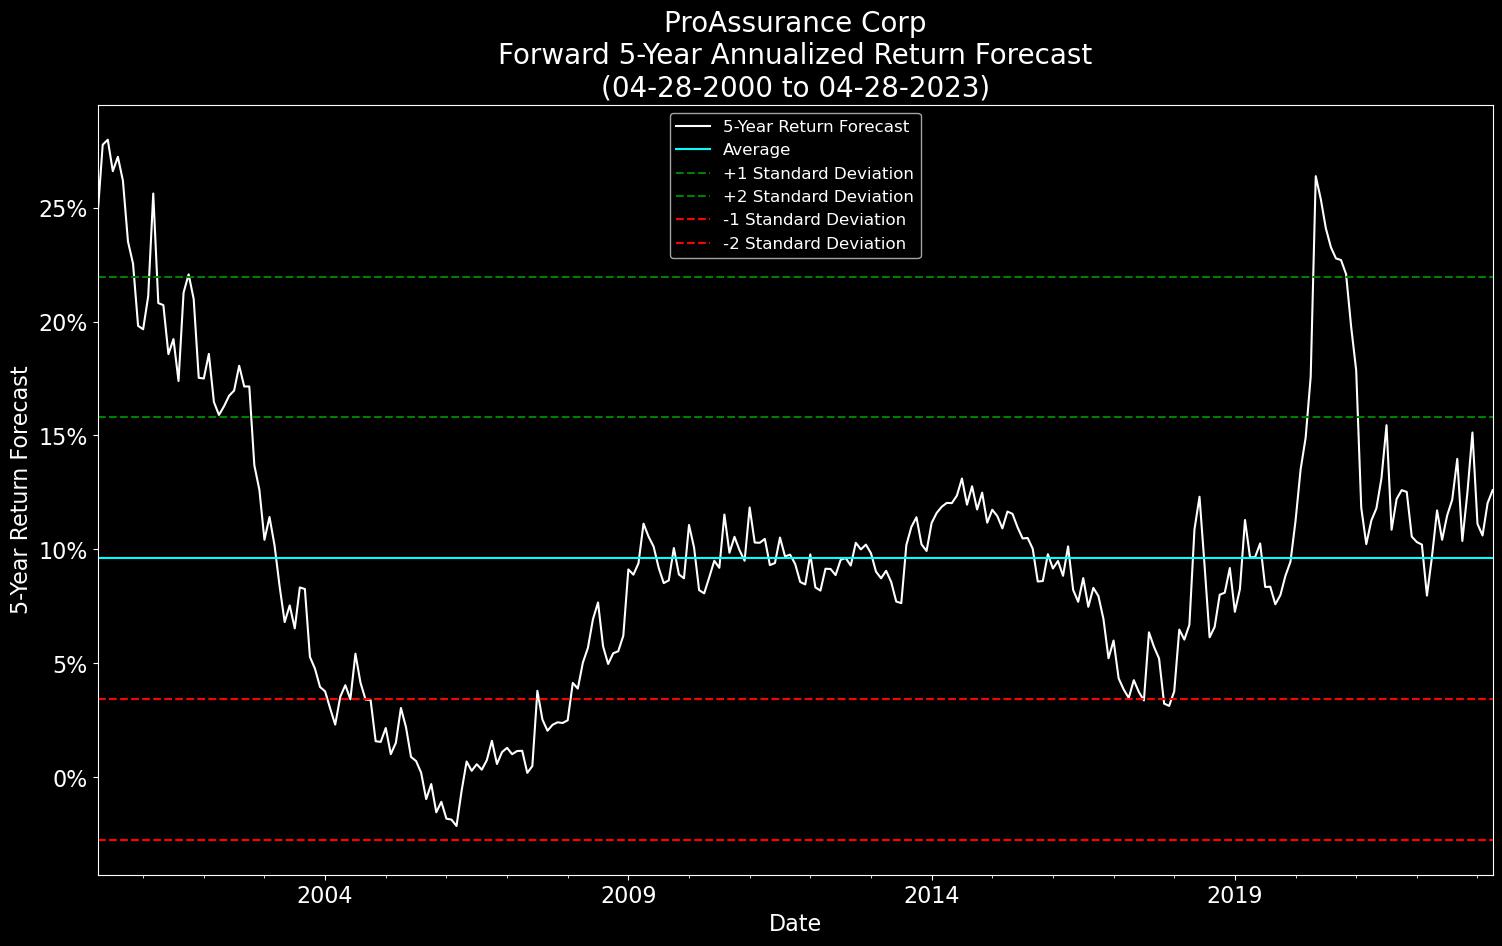 ProAssurance Corp
Forward 5-Year Annualized Return Forecast
(04-28-2000 to 04-28-2023)
5-Year Return Forecast
Average
+1 Standard Deviation
+2 Standard Deviation
-1 Standard Deviation
-2 Standard Deviation
5-Year Return Forecast
25%
20%
15%
10%
5%
0%
2004
2009
2014
2019
Date